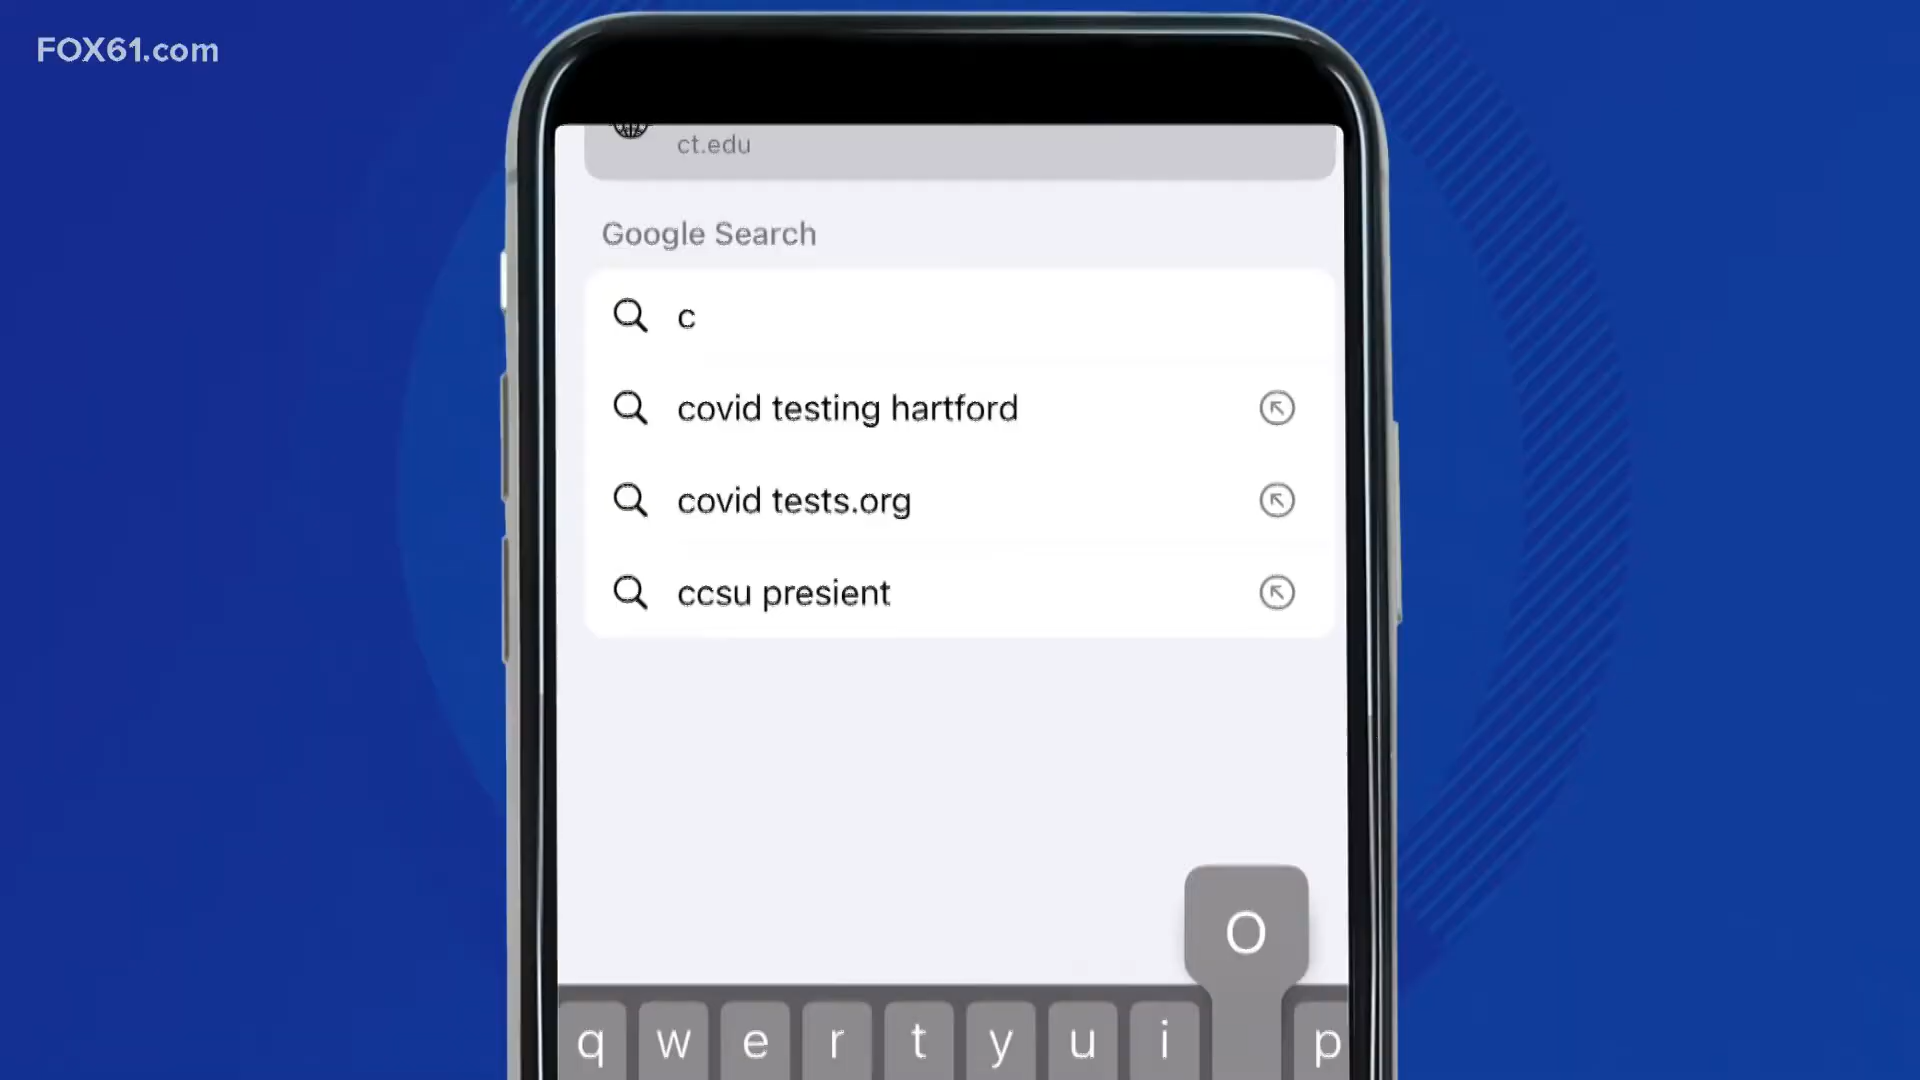 FOX61.com
ct.edu
Google Search
c
covid testing hartford
covid tests.org
ccsu presient
O
q w e r t y u i p